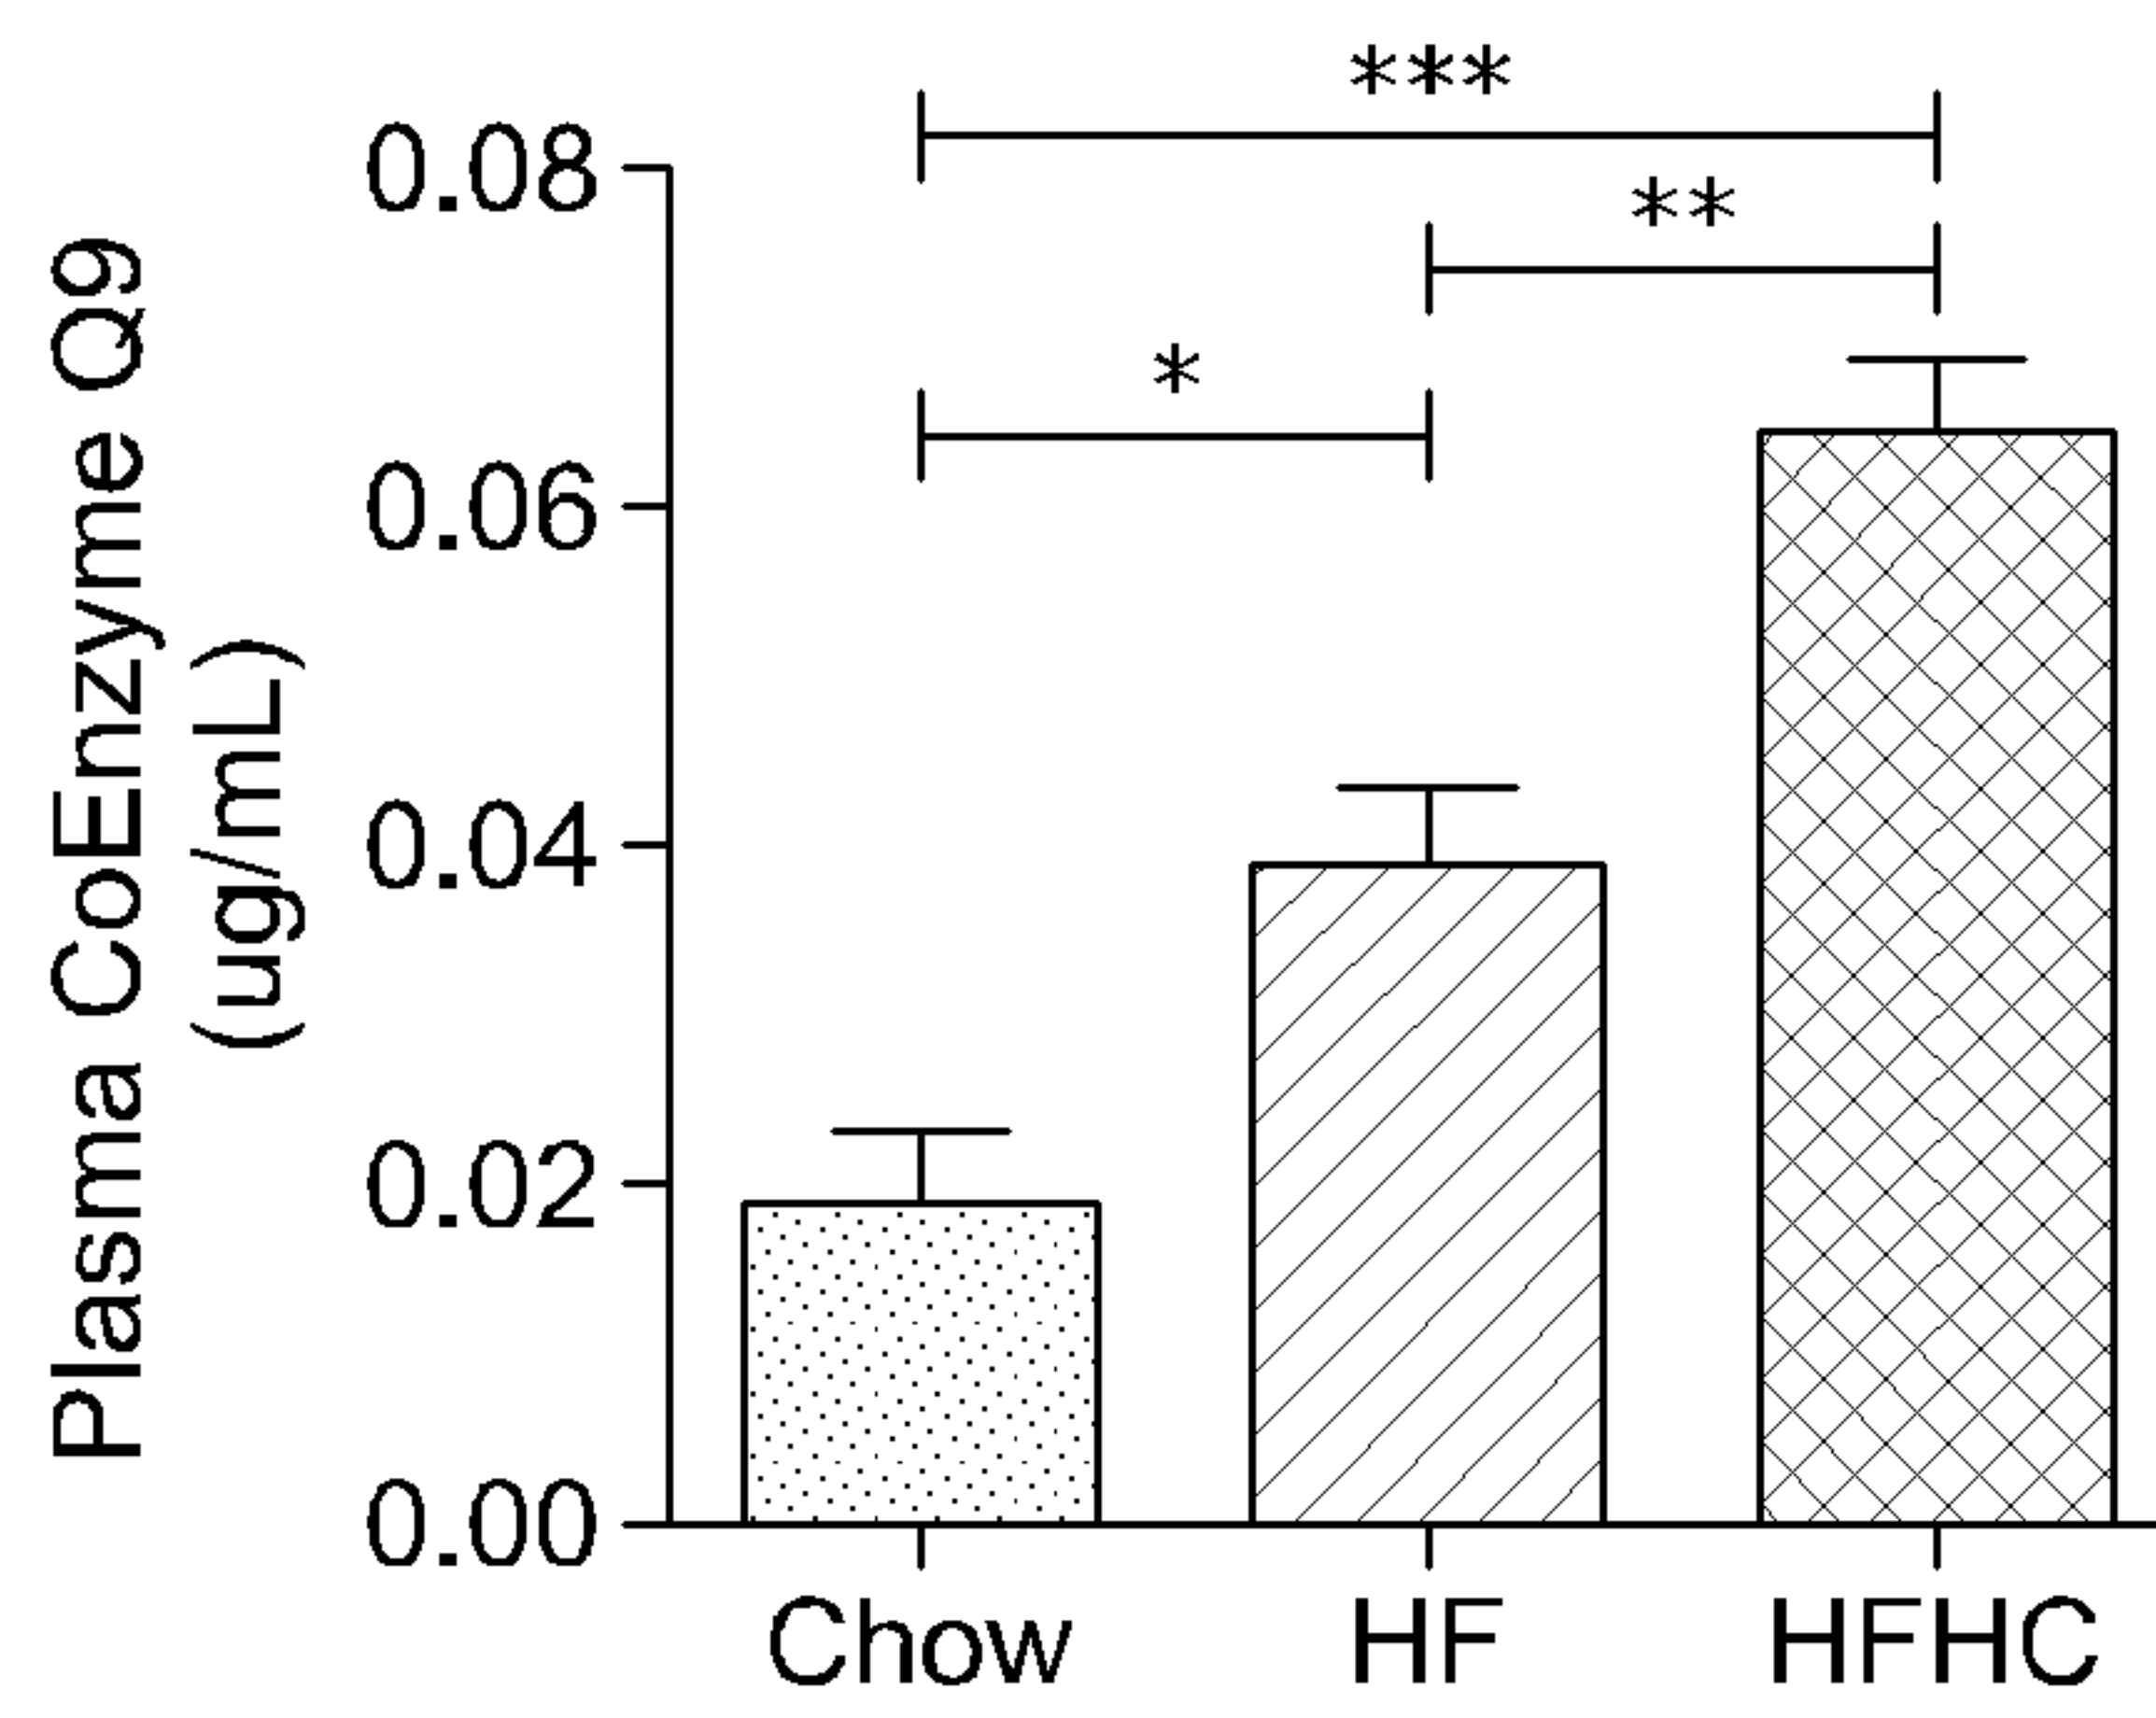 Plasma CoEnzyme Q9
(ug/mL)
***
**
*
0.08
0.06
0.04
0.02
0.00
Chow HF HFHC